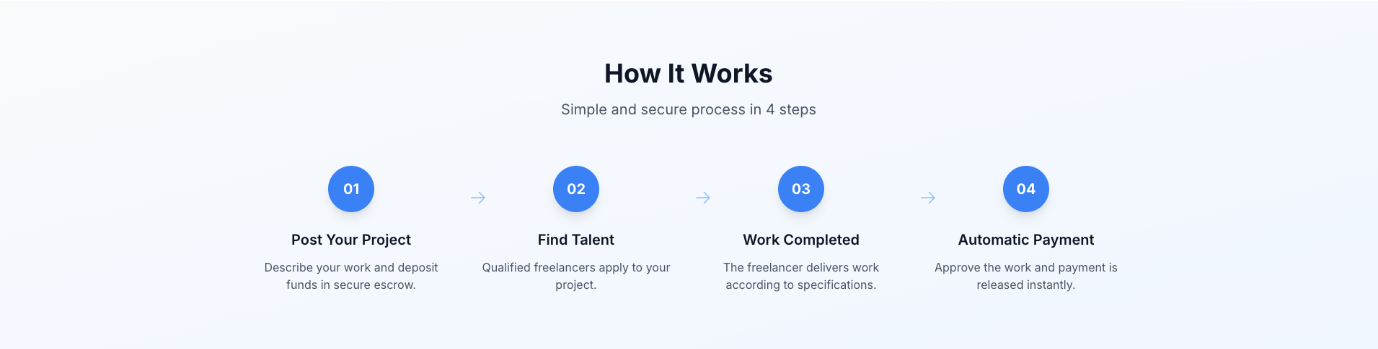 How It Works
Simple and secure process in 4 steps
01
→
02
→
03
→
04
Post Your Project
Find Talent
Work Completed
Automatic Payment
Describe your work and deposit
funds in secure escrow.
Qualified freelancers apply to your
project.
The freelancer delivers work
according to specifications.
Approve the work and payment is
released instantly.